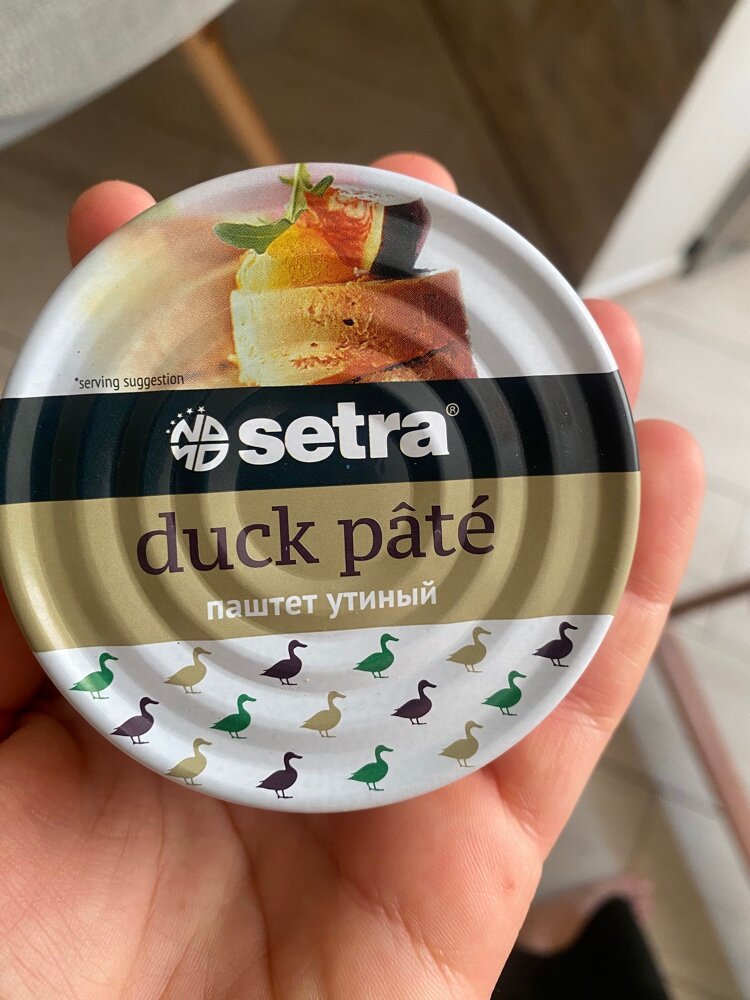 *serving suggestion
setra®
duck pâté
паштет утиный